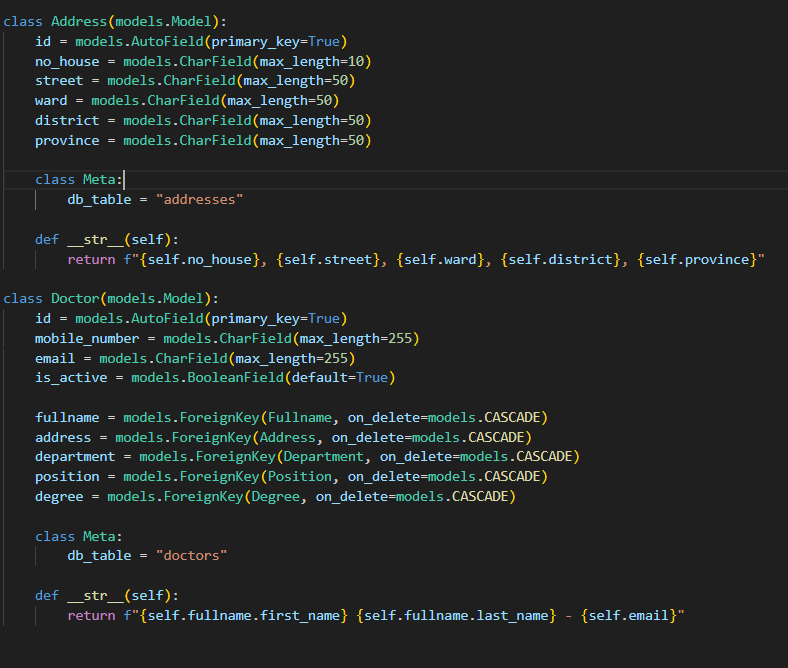 class Address(models.Model):
    id = models.AutoField(primary_key=True)
    no_house = models.CharField(max_length=10)
    street = models.CharField(max_length=50)
    ward = models.CharField(max_length=50)
    district = models.CharField(max_length=50)
    province = models.CharField(max_length=50)

    class Meta:
        db_table = "addresses"

    def __str__(self):
        return f"{self.no_house}, {self.street}, {self.ward}, {self.district}, {self.province}"

class Doctor(models.Model):
    id = models.AutoField(primary_key=True)
    mobile_number = models.CharField(max_length=255)
    email = models.CharField(max_length=255)
    is_active = models.BooleanField(default=True)

    fullname = models.ForeignKey(Fullname, on_delete=models.CASCADE)
    address = models.ForeignKey(Address, on_delete=models.CASCADE)
    department = models.ForeignKey(Department, on_delete=models.CASCADE)
    position = models.ForeignKey(Position, on_delete=models.CASCADE)
    degree = models.ForeignKey(Degree, on_delete=models.CASCADE)

    class Meta:
        db_table = "doctors"

    def __str__(self):
        return f"{self.fullname.first_name} {self.fullname.last_name} - {self.email}"